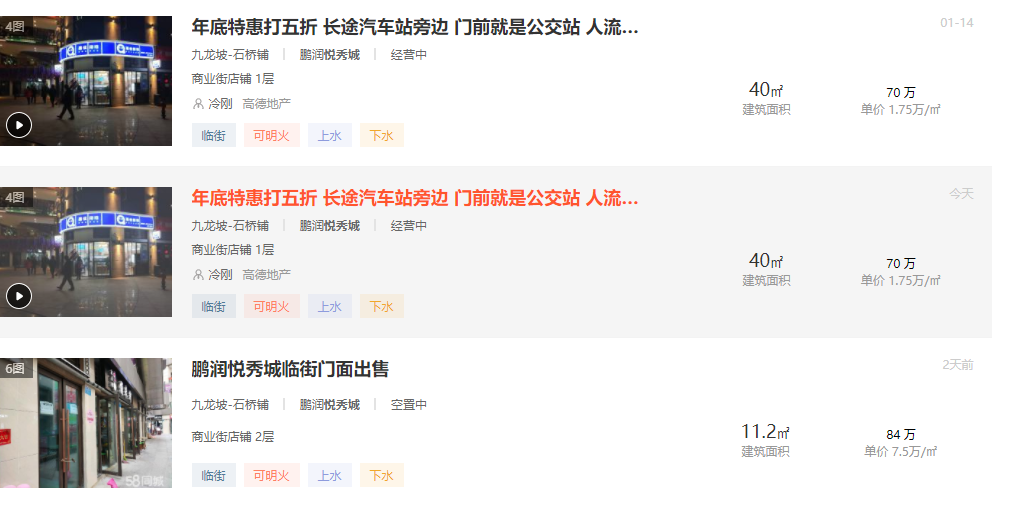 4图
年底特惠打五折 长途汽车站旁边 门前就是公交站 人流...
01-14
九龙坡-石桥铺 | 鹏润悦秀城 | 经营中
商业街店铺 1层
40㎡ 70 万
冷刚 高德地产
建筑面积 单价 1.75万/㎡
临街 可明火 上水 下水
4图
年底特惠打五折 长途汽车站旁边 门前就是公交站 人流...
今天
九龙坡-石桥铺 | 鹏润悦秀城 | 经营中
商业街店铺 1层
40㎡ 70 万
冷刚 高德地产
建筑面积 单价 1.75万/㎡
临街 可明火 上水 下水
6图
鹏润悦秀城临街门面出售
2天前
九龙坡-石桥铺 | 鹏润悦秀城 | 空置中
商业街店铺 2层
11.2㎡ 84 万
建筑面积 单价 7.5万/㎡
临街 可明火 上水 下水
58同城